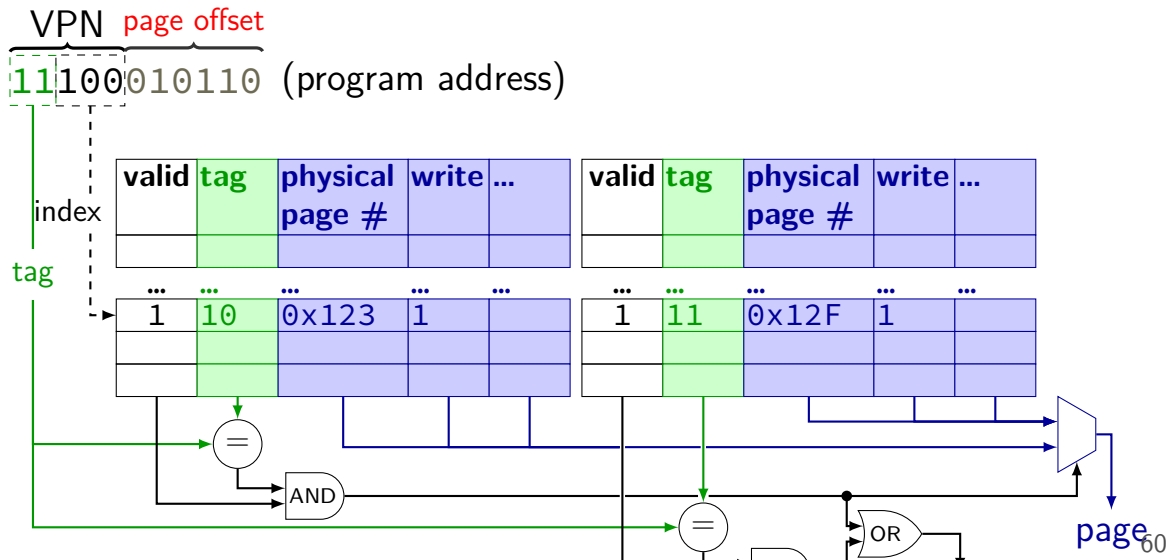 VPN page offset
11100010110 (program address)
valid tag physical page # write ... valid tag physical page # write ...
index
tag
... ... ... ... ... ... ... ... ... ...
1 10 0x123 1 1 11 0x12F 1
=
AND
=
OR
page
60